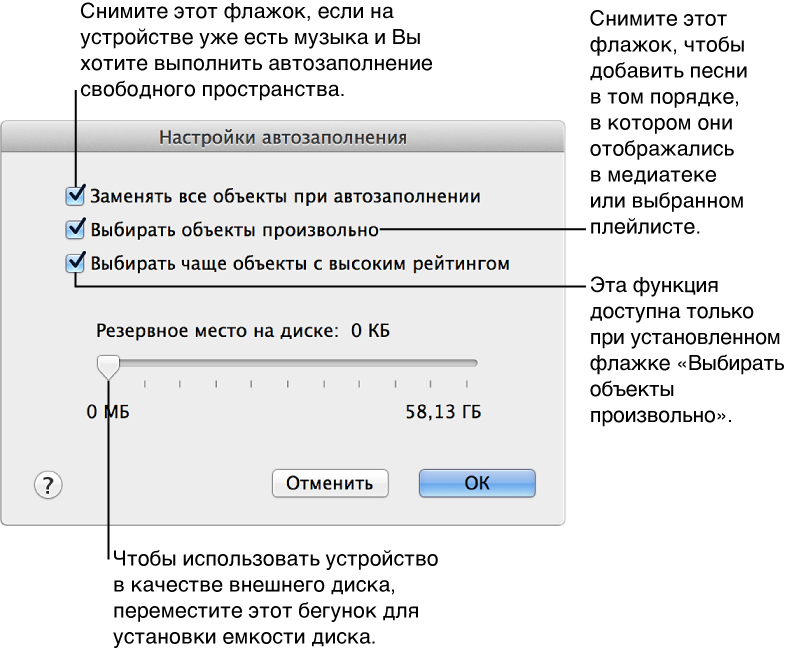 Снимите этот флажок, если на
устройстве уже есть музыка и Вы
хотите выполнить автозаполнение
свободного пространства.
Снимите этот
флажок, чтобы
добавить песни
в том порядке,
в котором они
отображались
в медиатеке
или выбранном
плейлисте.
Настройки автозаполнения
Заменять все объекты при автозаполнении
Выбирать объекты произвольно
Выбирать чаще объекты с высоким рейтингом
Эта функция
доступна только
при установленном
флажке «Выбирать
объекты
произвольно».
Резервное место на диске: 0 КБ
0 МБ
58,13 ГБ
?
Отменить
OK
Чтобы использовать устройство
в качестве внешнего диска,
переместите этот бегунок для
установки емкости диска.